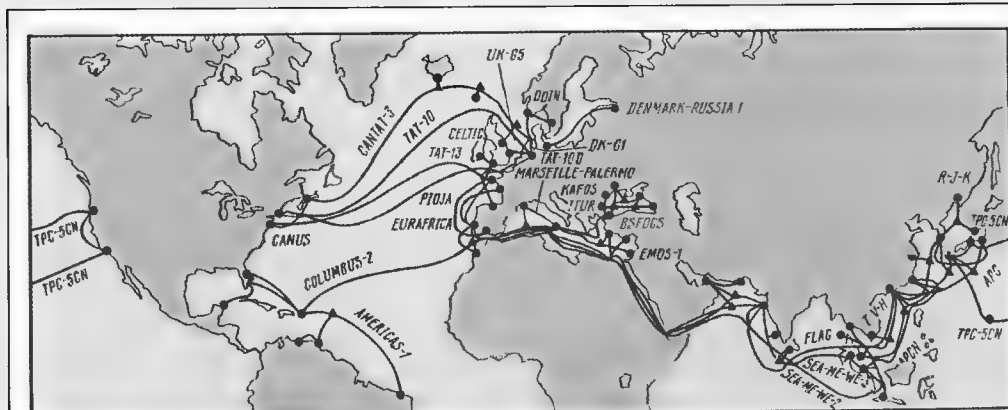 UK-G5
ODIN
DENMARK-RUSSIA 1
CANTAT-3
TAT-10
CELTIC
DK-G1
TAT-13
TAT-10D
MARSEILLE-PALERMO
R-J-K
PIOJA
KAFOS
ITUR
TPC-5CN
TPC-5CN
EURAFRICA
BSFOCS
CANUS
EMOS-1
TPC-5CN
COLUMBUS-2
APC
T-V-H
AMERICAS-1
FLAG
TPC-5CN
APCN
SEA-ME-WE-3
SEA-ME-WE-2